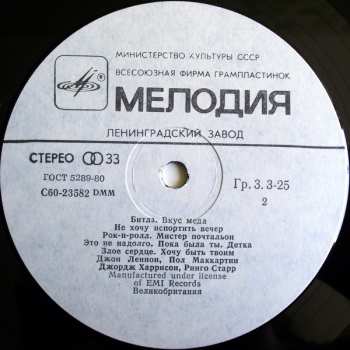 МИНИСТЕРСТВО КУЛЬТУРЫ СССР
ВСЕСОЮЗНАЯ ФИРМА ГРАМПЛАСТИНОК
МЕЛОДИЯ
ЛЕНИНГРАДСКИЙ ЗАВОД
СТЕРЕО 33
ГОСТ 5289-80
С60-23582 DMM
Гр. 3. 3-25
2
Битлз. Вкус меда
Не хочу испортить вечер
Рок-н-ролл. Мистер почтальон
Это не надолго. Пока была ты. Детка
Злое сердце. Хочу быть твоим
Джон Леннон, Пол Маккартни
Джордж Харрисон, Ринго Старр
Manufactured under license
of EMI Records
Великобритания